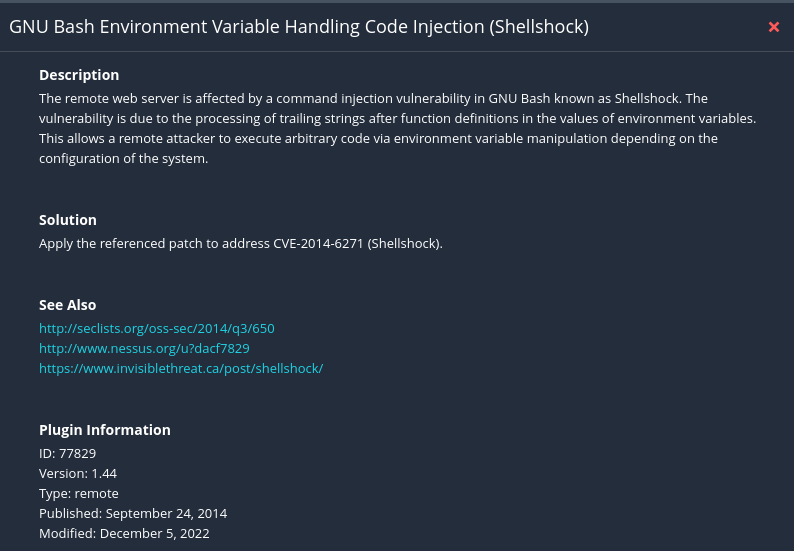 GNU Bash Environment Variable Handling Code Injection (Shellshock)
Description
The remote web server is affected by a command injection vulnerability in GNU Bash known as Shellshock. The
vulnerability is due to the processing of trailing strings after function definitions in the values of environment variables.
This allows a remote attacker to execute arbitrary code via environment variable manipulation depending on the
configuration of the system.
Solution
Apply the referenced patch to address CVE-2014-6271 (Shellshock).
See Also
http://seclists.org/oss-sec/2014/q3/650
http://www.nessus.org/u?dacf7829
https://www.invisiblethreat.ca/post/shellshock/
Plugin Information
ID: 77829
Version: 1.44
Type: remote
Published: September 24, 2014
Modified: December 5, 2022